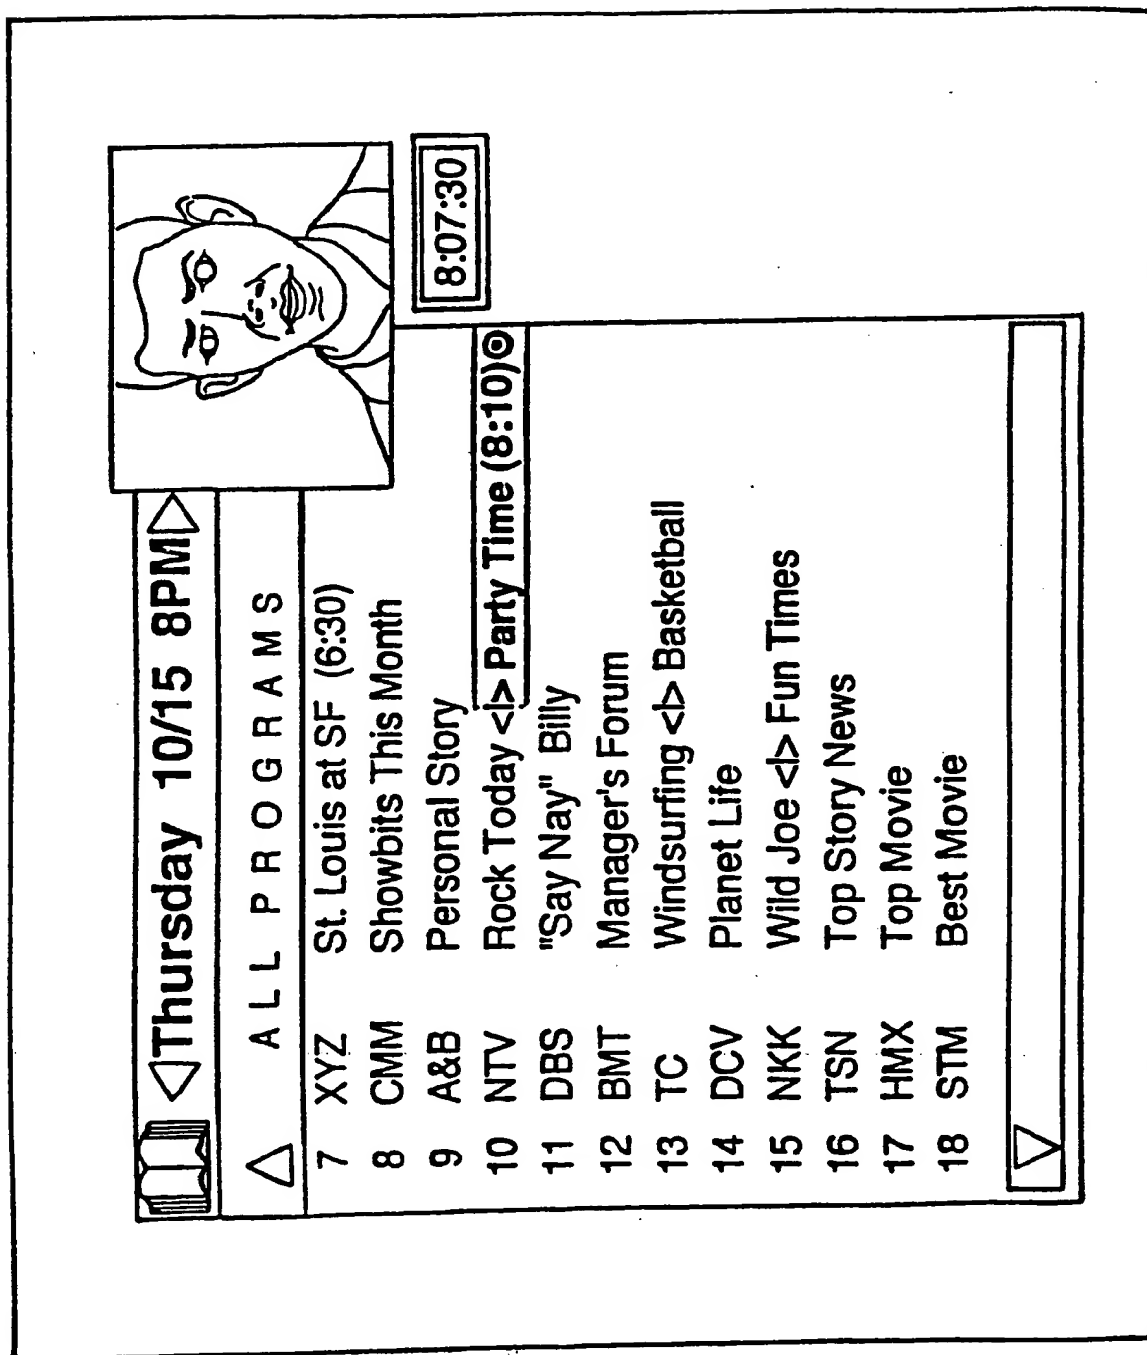 Thursday 10/15 8PM
ALL PROGRAMS
8:07:30
7 XYZ St. Louis at SF (6:30)
8 CMM Showbits This Month
9 A&B Personal Story
10 NTV Rock Today <|> Party Time (8:10)
11 DBS "Say Nay" Billy
12 BMT Manager's Forum
13 TC Windsurfing <|> Basketball
14 DCV Planet Life
15 NKK Wild Joe <|> Fun Times
16 TSN Top Story News
17 HMX Top Movie
18 STM Best Movie